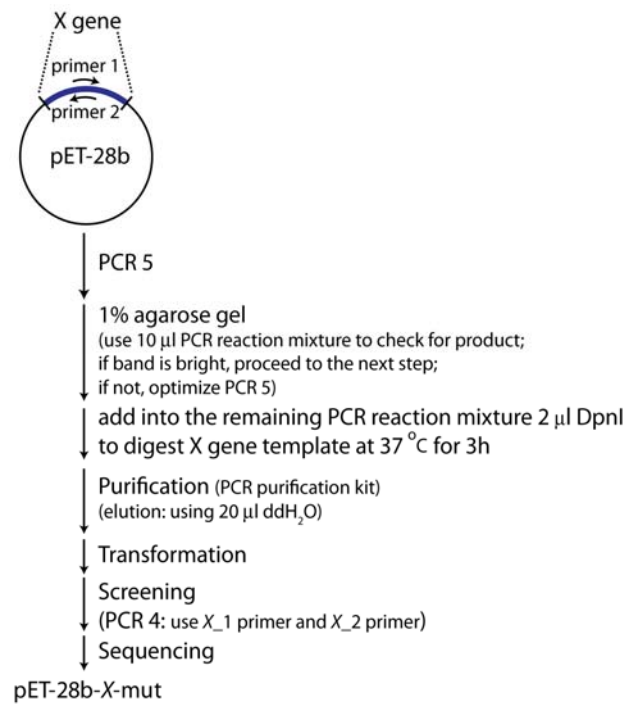 X gene
primer 1
primer 2
pET-28b
PCR 5
1% agarose gel
(use 10 µl PCR reaction mixture to check for product;
if band is bright, proceed to the next step;
if not, optimize PCR 5)
add into the remaining PCR reaction mixture 2 µl DpnI
to digest X gene template at 37 °C for 3h
Purification (PCR purification kit)
(elution: using 20 µl ddH₂O)
Transformation
Screening
(PCR 4: use X_1 primer and X_2 primer)
Sequencing
pET-28b-X-mut